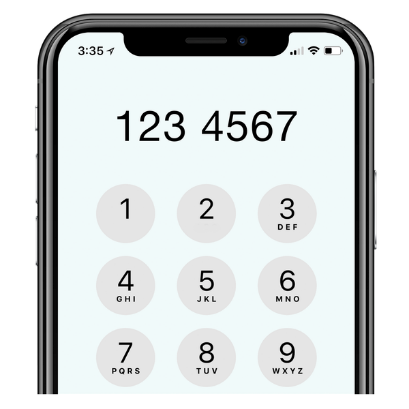 3:35
123 4567
1 2 3
DEF
4 5 6
GHI JKL MNO
7 8 9
PQRS TUV WXYZ